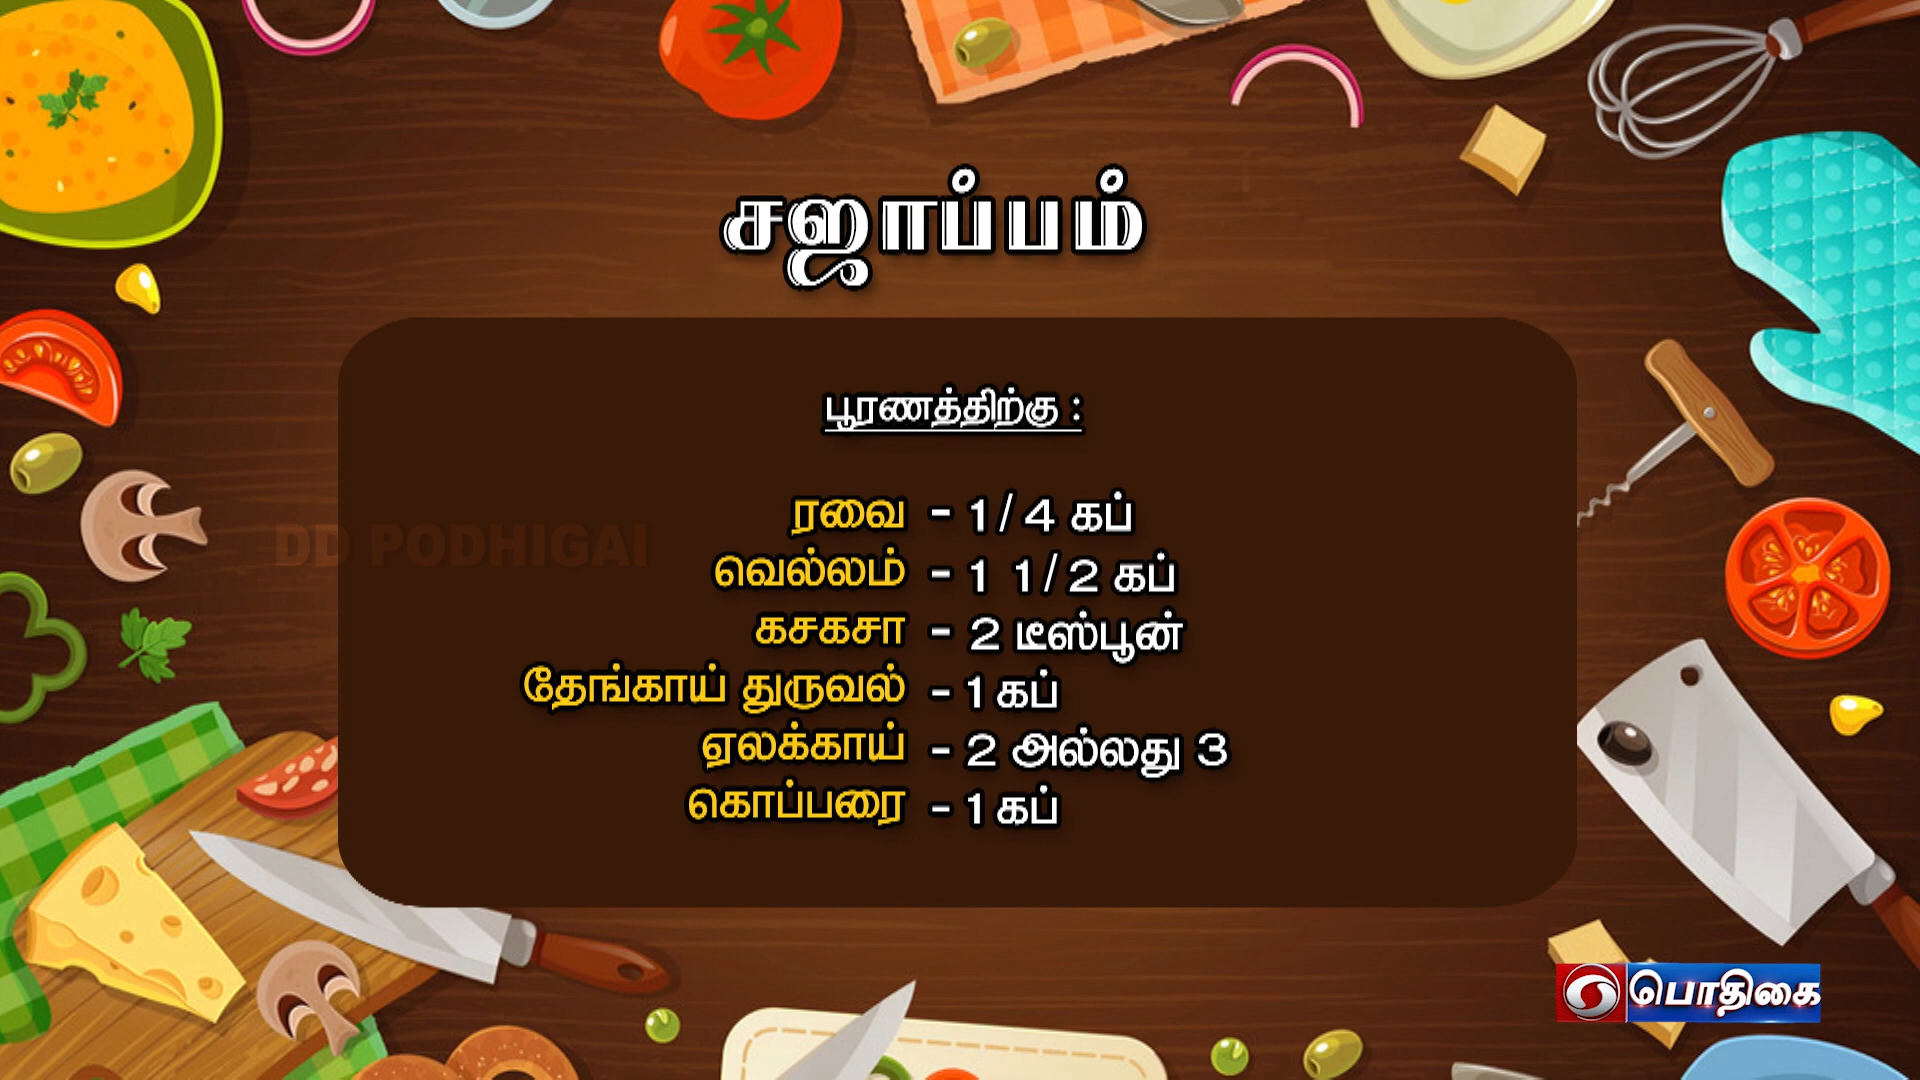 சஜாப்பம்
பூரணத்திற்கு :
ரவை - 1/4 கப்
வெல்லம் - 1 1/2 கப்
கசகசா - 2 டீஸ்பூன்
தேங்காய் துருவல் - 1 கப்
ஏலக்காய் - 2 அல்லது 3
கொப்பரை - 1 கப்
DD PODHIGAI
பொதிகை